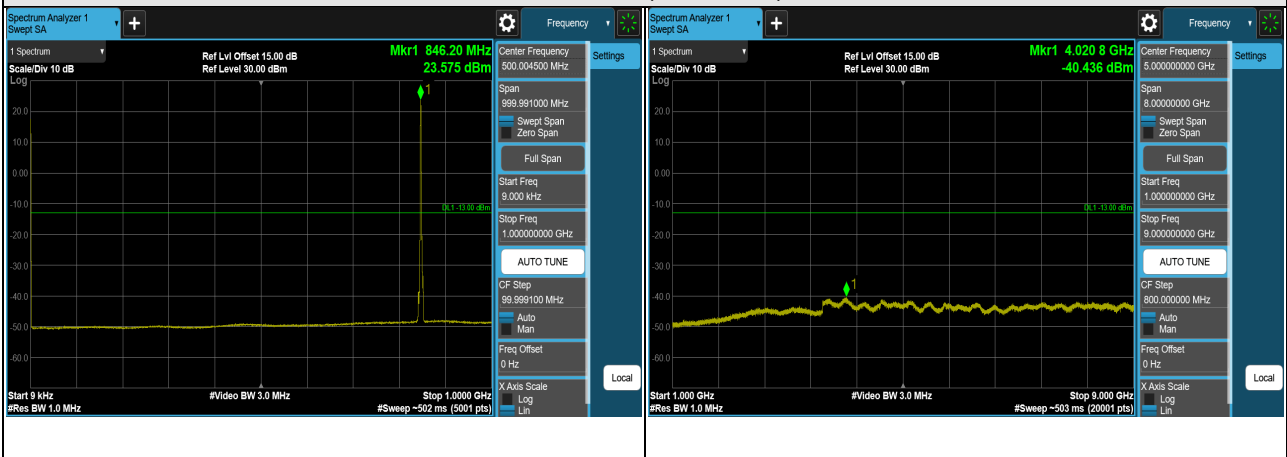 Spectrum Analyzer 1
Swept SA
+
Frequency
1 Spectrum
Scale/Div 10 dB
Log
Ref Lvl Offset 15.00 dB
Ref Level 30.00 dBm
Mkr1 846.20 MHz
23.575 dBm
1
20.0
10.0
0.00
-10.0
-20.0
-30.0
-40.0
-50.0
-60.0
DL1 -13.00 dBm
Start 9 kHz
#Res BW 1.0 MHz
#Video BW 3.0 MHz
Stop 1.0000 GHz
#Sweep ~502 ms (5001 pts)
Center Frequency
500.004500 MHz
Span
999.991000 MHz
Swept Span
Zero Span
Full Span
Start Freq
9.000 kHz
Stop Freq
1.000000000 GHz
AUTO TUNE
CF Step
99.999100 MHz
Auto
Man
Freq Offset
0 Hz
X Axis Scale
Log
Lin
Settings
Local
Spectrum Analyzer 1
Swept SA
+
Frequency
1 Spectrum
Scale/Div 10 dB
Log
Ref Lvl Offset 15.00 dB
Ref Level 30.00 dBm
Mkr1 4.020 8 GHz
-40.436 dBm
20.0
10.0
0.00
-10.0
-20.0
-30.0
-40.0
-50.0
-60.0
DL1 -13.00 dBm
1
Start 1.000 GHz
#Res BW 1.0 MHz
#Video BW 3.0 MHz
Stop 9.000 GHz
#Sweep ~503 ms (20001 pts)
Center Frequency
5.00000000 GHz
Span
8.00000000 GHz
Swept Span
Zero Span
Full Span
Start Freq
1.00000000 GHz
Stop Freq
9.000000000 GHz
AUTO TUNE
CF Step
800.000000 MHz
Auto
Man
Freq Offset
0 Hz
X Axis Scale
Log
Lin
Settings
Local